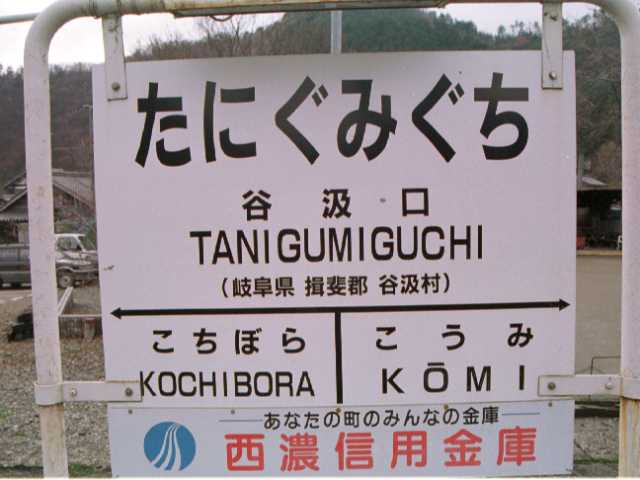 たにぐみぐち
谷汲口
TANIGUMIGUCHI
(岐阜県 揖斐郡 谷汲村)
こちぼら こうみ
KOCHIBORA KŌMI
あなたの町のみんなの金庫
西濃信用金庫